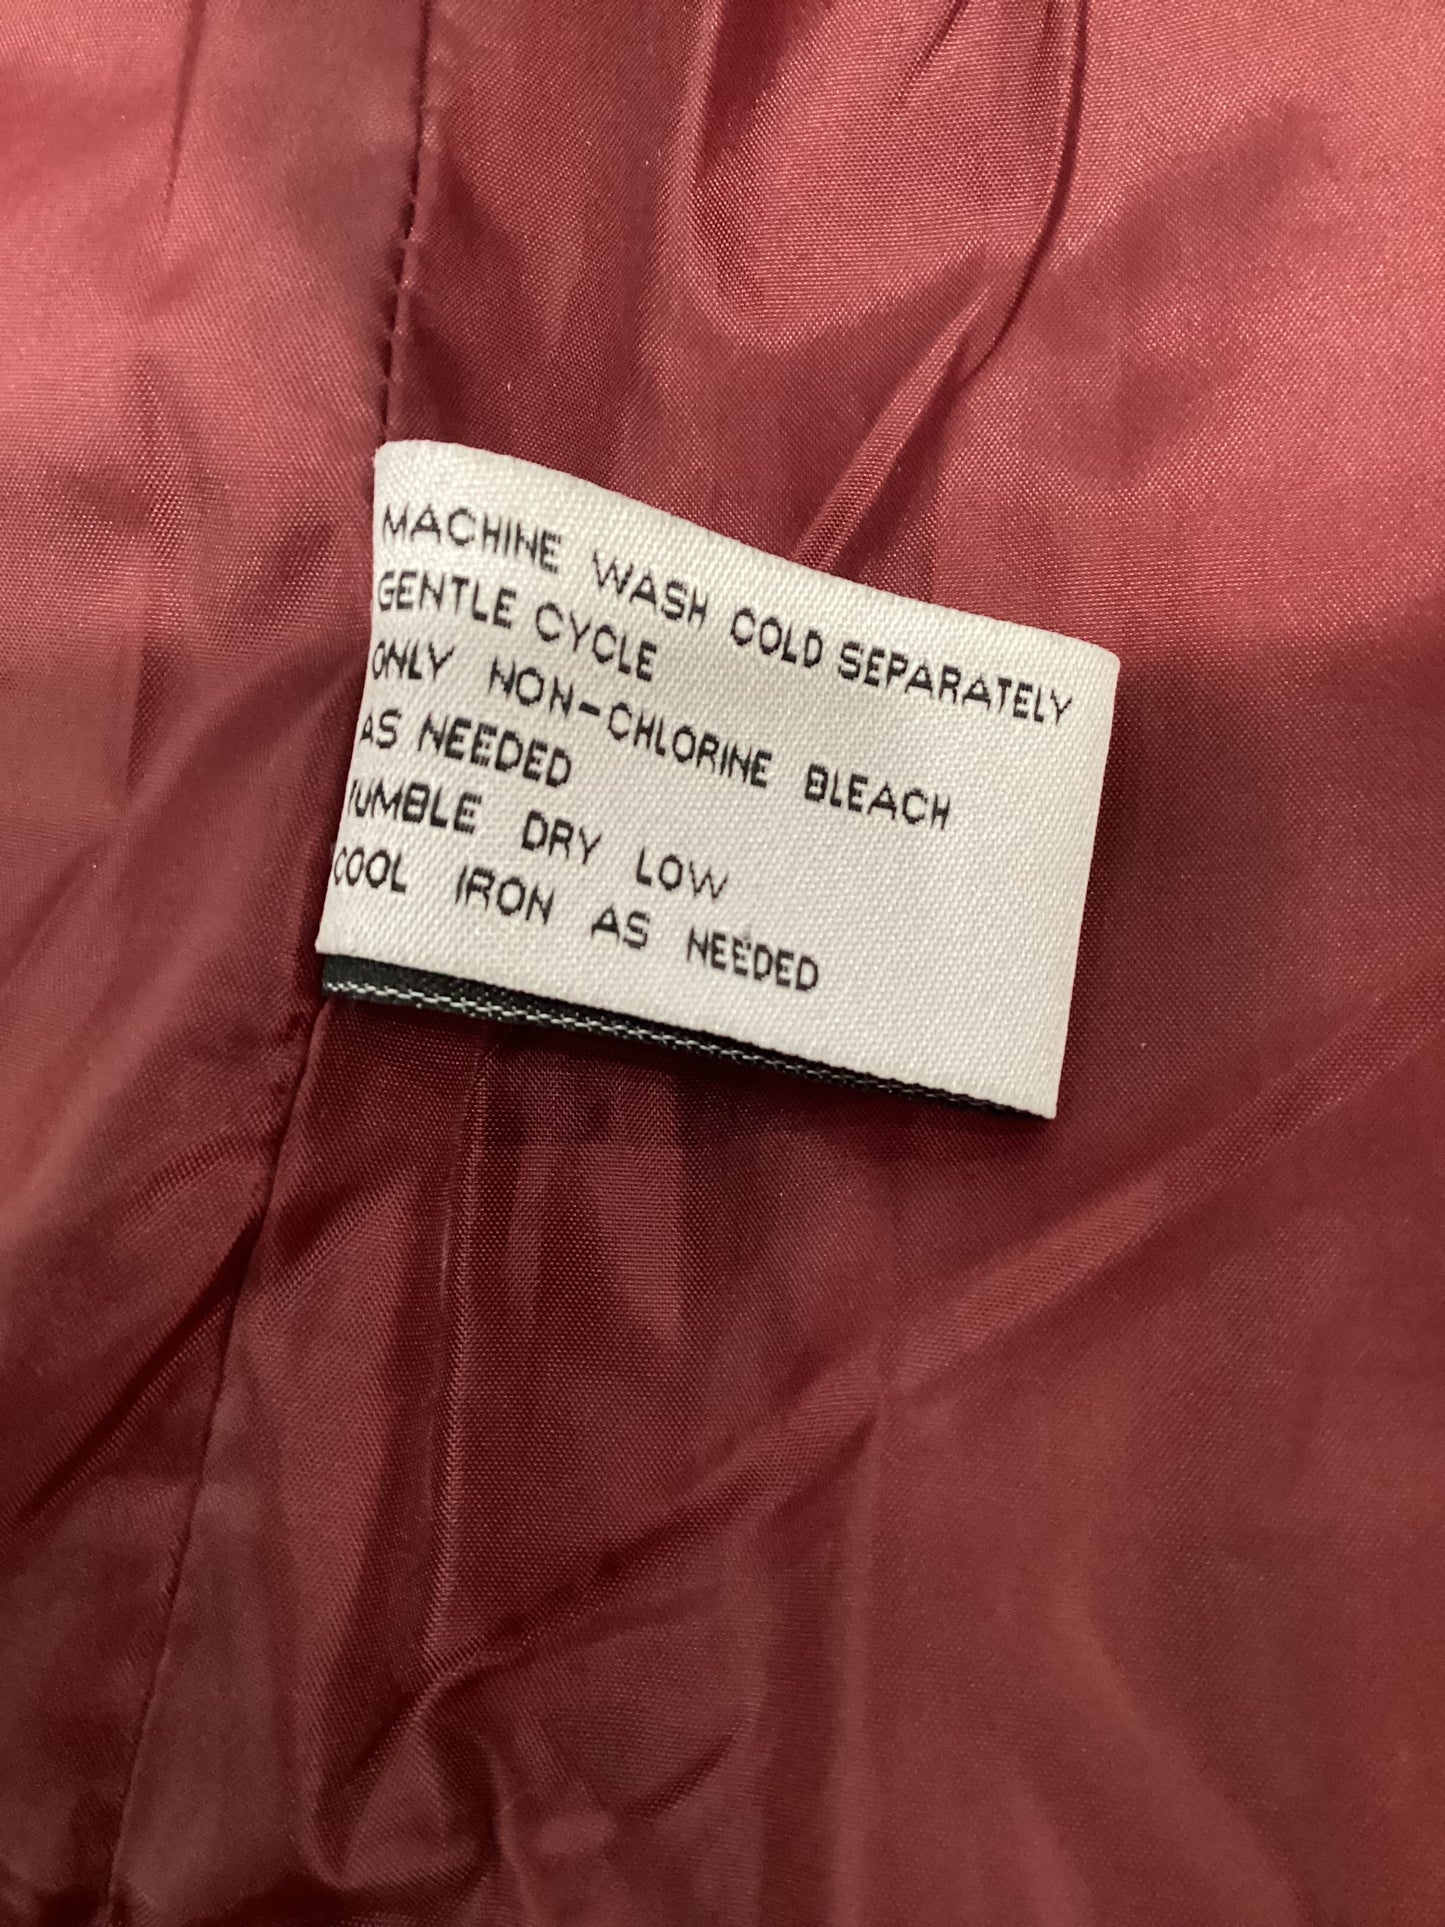 MACHINE WASH COLD SEPARATELY
GENTLE CYCLE
ONLY NON-CHLORINE BLEACH
AS NEEDED
TUMBLE DRY LOW
COOL IRON AS NEEDED